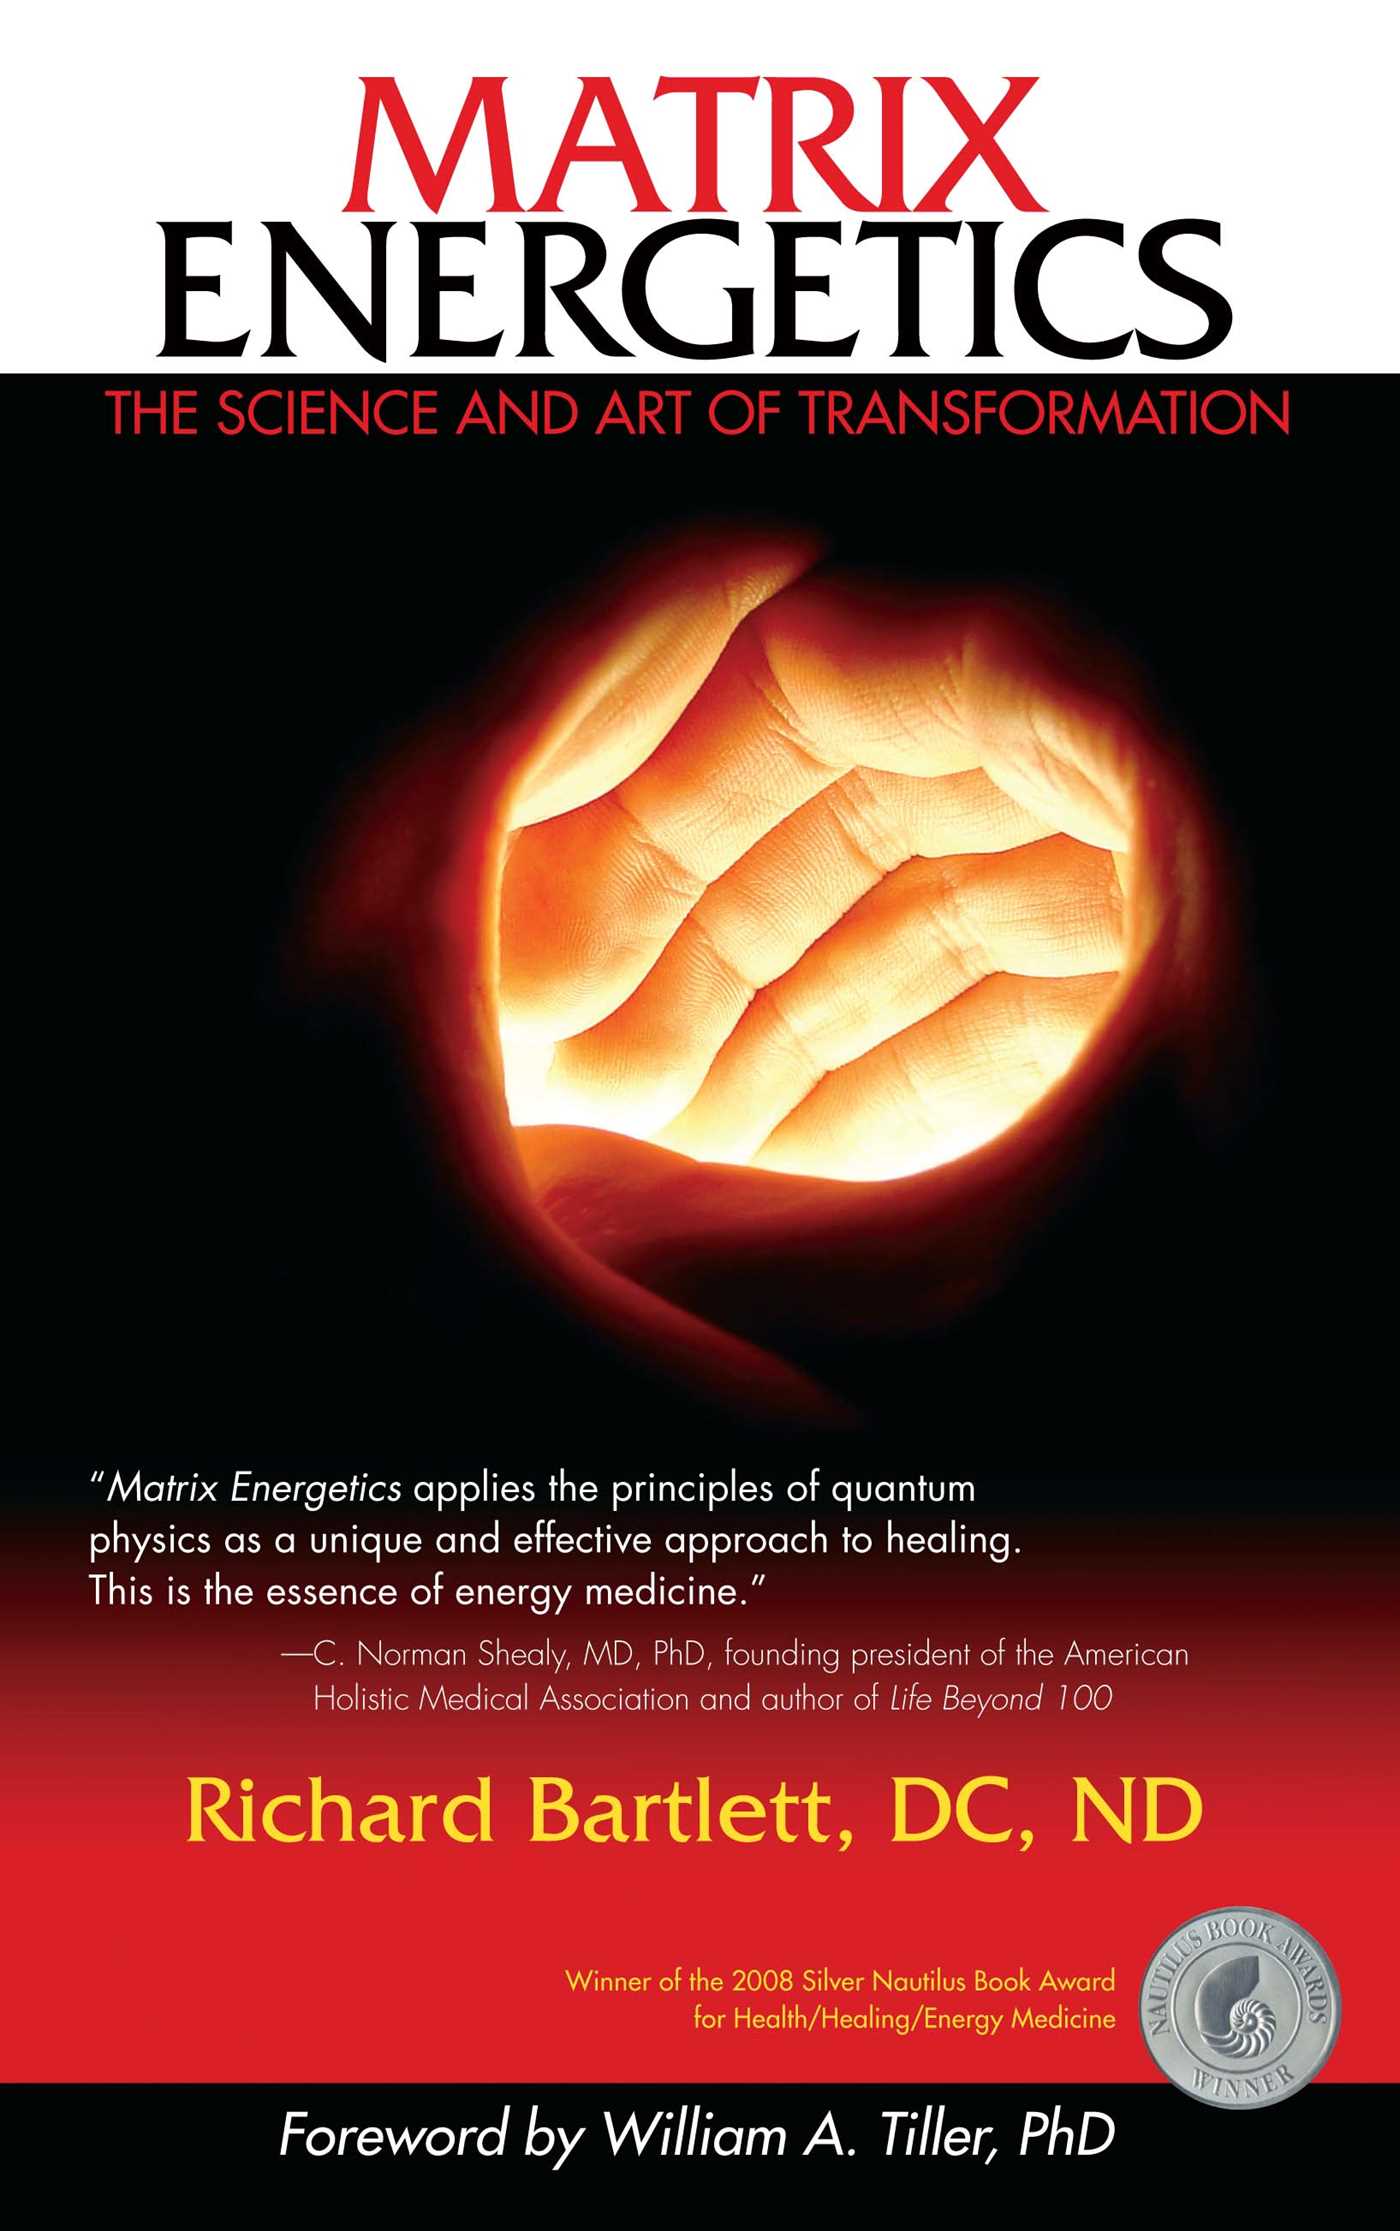 MATRIX
ENERGETICS
THE SCIENCE AND ART OF TRANSFORMATION
“Matrix Energetics applies the principles of quantum
physics as a unique and effective approach to healing.
This is the essence of energy medicine.”
—C. Norman Shealy, MD, PhD, founding president of the American
Holistic Medical Association and author of Life Beyond 100
Richard Bartlett, DC, ND
Winner of the 2008 Silver Nautilus Book Award
for Health/Healing/Energy Medicine
NAUTILUS BOOK AWARDS
WINNER
Foreword by William A. Tiller, PhD